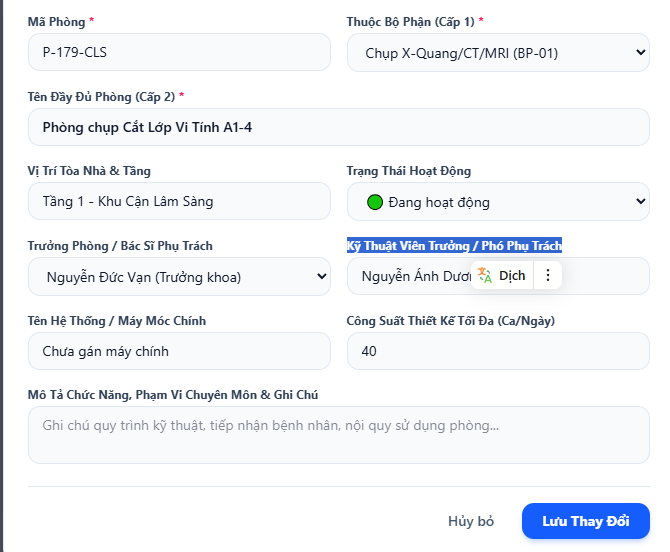 Mã Phòng *
Thuộc Bộ Phận (Cấp 1) *
P-179-CLS
Chụp X-Quang/CT/MRI (BP-01)
Tên Đầy Đủ Phòng (Cấp 2) *
Phòng chụp Cắt Lớp Vi Tính A1-4
Vị Trí Tòa Nhà & Tầng
Trạng Thái Hoạt Động
Tầng 1 - Khu Cận Lâm Sàng
Đang hoạt động
Trưởng Phòng / Bác Sĩ Phụ Trách
Kỹ Thuật Viên Trưởng / Phó Phụ Trách
Nguyễn Đức Vạn (Trưởng khoa)
Nguyễn Ánh
Dịch
Tên Hệ Thống / Máy Móc Chính
Công Suất Thiết Kế Tối Đa (Ca/Ngày)
Chưa gán máy chính
40
Mô Tả Chức Năng, Phạm Vi Chuyên Môn & Ghi Chú
Ghi chú quy trình kỹ thuật, tiếp nhận bệnh nhân, nội quy sử dụng phòng...
Hủy bỏ
Lưu Thay Đổi